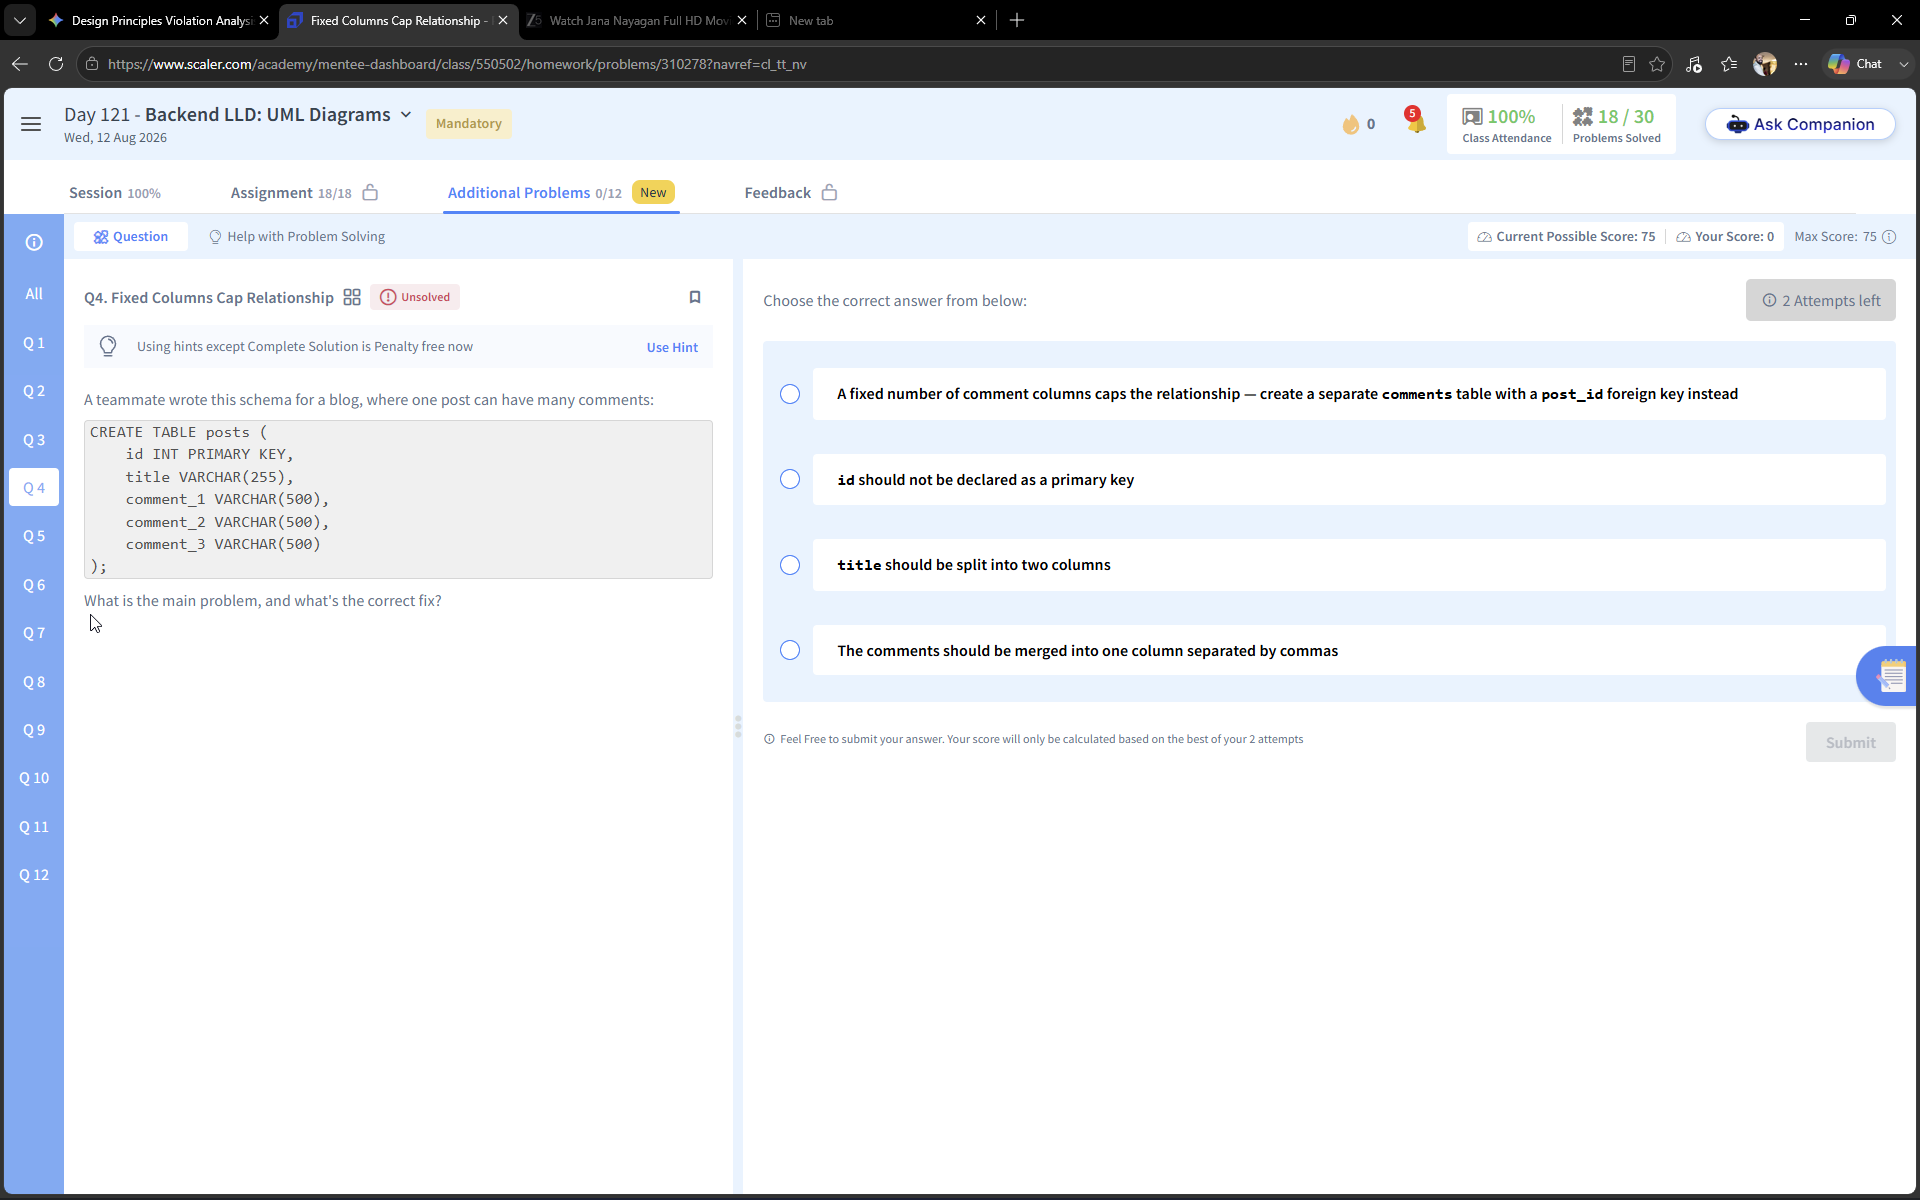 Design Principles Violation Analysi
Fixed Columns Cap Relationship -
Watch Jana Nayagan Full HD Movi
New tab
https://www.scaler.com/academy/mentee-dashboard/class/550502/homework/problems/310278?navref=cl_tt_nv
Chat
Day 121 - Backend LLD: UML Diagrams
Wed, 12 Aug 2026
Mandatory
0
5
100%
Class Attendance
18 / 30
Problems Solved
Ask Companion
Session 100%
Assignment 18/18
Additional Problems 0/12 New
Feedback
Question
Help with Problem Solving
Current Possible Score: 75
Your Score: 0
Max Score: 75
All
Q 1
Q 2
Q 3
Q 4
Q 5
Q 6
Q 7
Q 8
Q 9
Q 10
Q 11
Q 12
Q4. Fixed Columns Cap Relationship
Unsolved
Using hints except Complete Solution is Penalty free now
Use Hint
A teammate wrote this schema for a blog, where one post can have many comments:
CREATE TABLE posts (
id INT PRIMARY KEY,
title VARCHAR(255),
comment_1 VARCHAR(500),
comment_2 VARCHAR(500),
comment_3 VARCHAR(500)
);
What is the main problem, and what's the correct fix?
Choose the correct answer from below:
2 Attempts left
A fixed number of comment columns caps the relationship — create a separate comments table with a post_id foreign key instead
id should not be declared as a primary key
title should be split into two columns
The comments should be merged into one column separated by commas
Feel Free to submit your answer. Your score will only be calculated based on the best of your 2 attempts
Submit